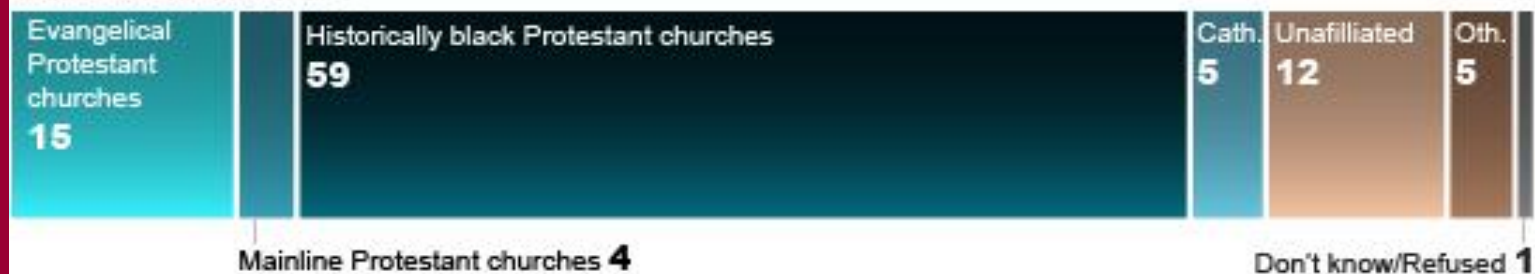 Evangelical
Protestant
churches
15
Historically black Protestant churches
59
Cath.
5
Unafilliated
12
Oth.
5
Mainline Protestant churches 4
Don't know/Refused 1